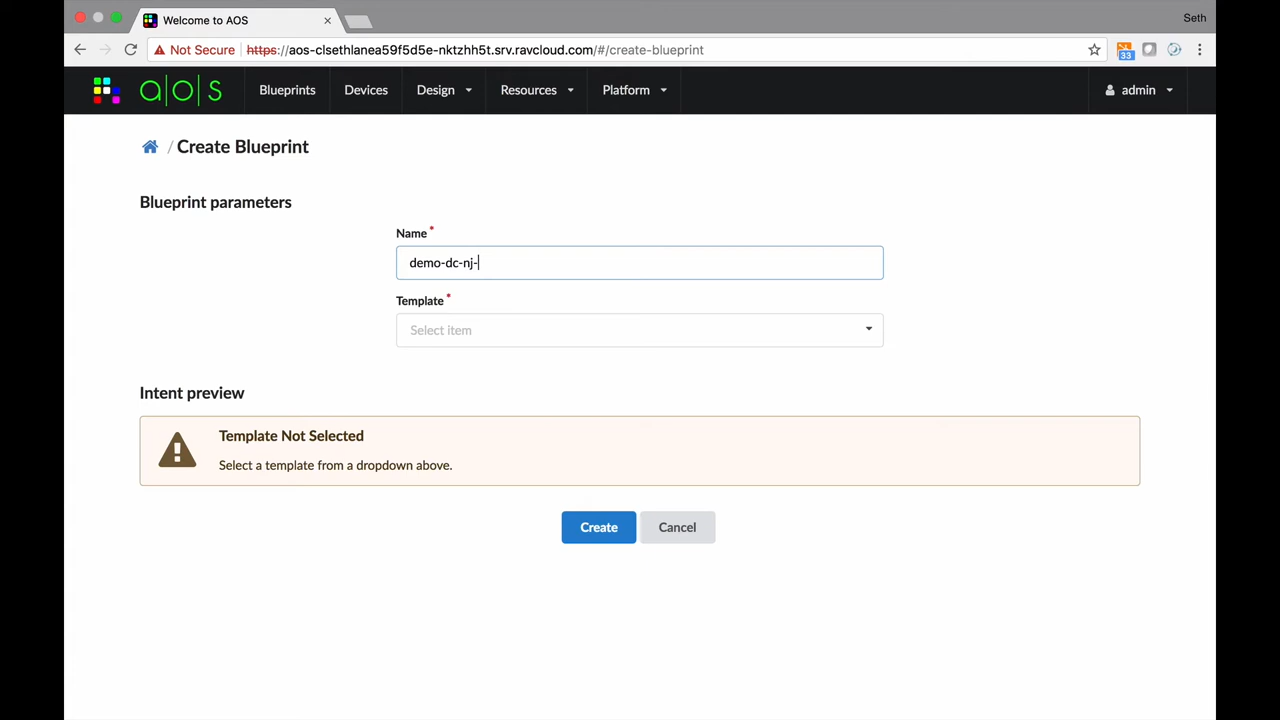 Welcome to AOS
Seth
Not Secure https://aos-clsethlanea59f5d5e-nktzhh5t.srv.ravcloud.com/#/create-blueprint
33
a|o|s Blueprints Devices Design Resources Platform admin
/ Create Blueprint
Blueprint parameters
Name *
demo-dc-nj-
Template *
Select item
Intent preview
Template Not Selected
Select a template from a dropdown above.
Create Cancel